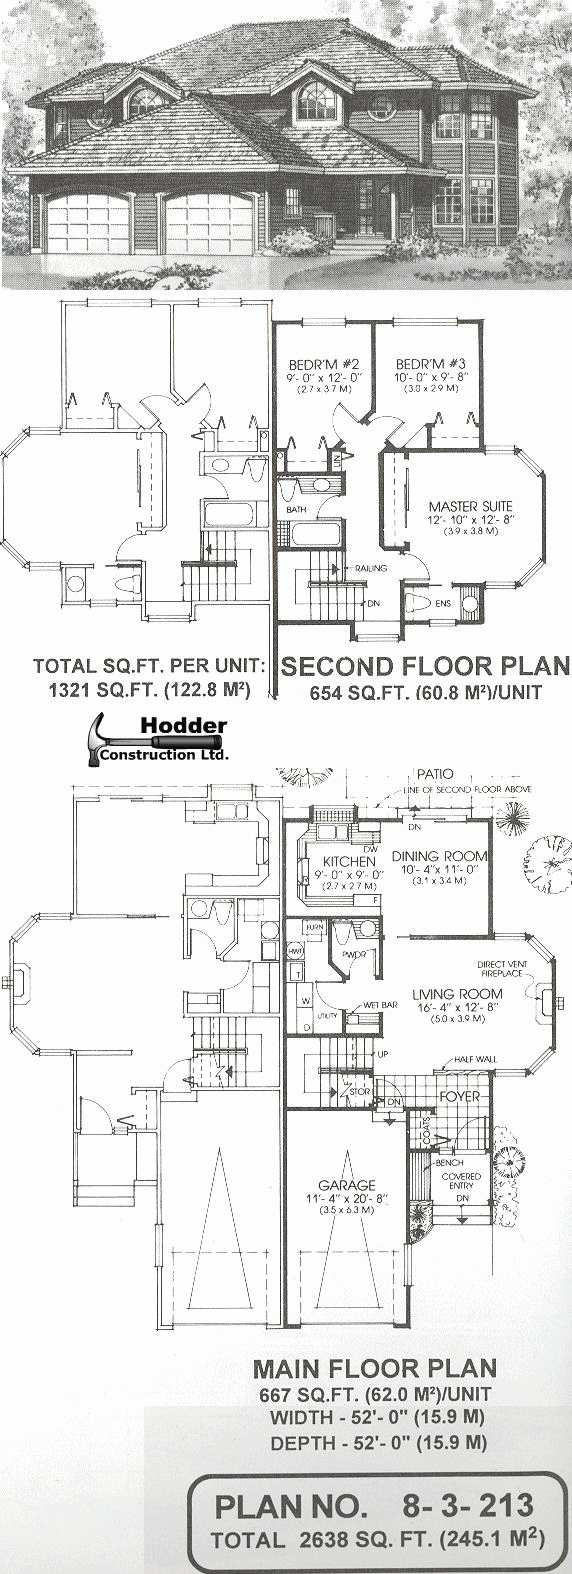 BEDR'M #2
9'- 0" x 12'- 0"
(2.7 x 3.7 M)
BEDR'M #3
10'- 0" x 9'- 8"
(3.0 x 2.9 M)
LIN
BATH
MASTER SUITE
12'- 10" x 12'- 8"
(3.9 x 3.8 M)
RAILING
DN
ENS
TOTAL SQ.FT. PER UNIT:
1321 SQ.FT. (122.8 M²)
SECOND FLOOR PLAN
654 SQ.FT. (60.8 M²)/UNIT
Hodder
Construction Ltd.
PATIO
LINE OF SECOND FLOOR ABOVE
DN
DW
KITCHEN
9'- 0" x 9'- 0"
(2.7 x 2.7 M)
DINING ROOM
10'- 4"x 11'- 0"
(3.1 x 3.4 M)
F
FURN
HWT
PWDR
T
DIRECT VENT
FIREPLACE
LIVING ROOM
16'- 4" x 12'- 8"
(5.0 x 3.9 M)
W
D
UTILITY
WET BAR
UP
HALF WALL
STOR
DN
FOYER
COATS
BENCH
COVERED
ENTRY
DN
GARAGE
11'- 4" x 20'- 8"
(3.5 x 6.3 M)
MAIN FLOOR PLAN
667 SQ.FT. (62.0 M²)/UNIT
WIDTH - 52'- 0" (15.9 M)
DEPTH - 52'- 0" (15.9 M)
PLAN NO. 8- 3- 213
TOTAL 2638 SQ. FT. (245.1 M²)